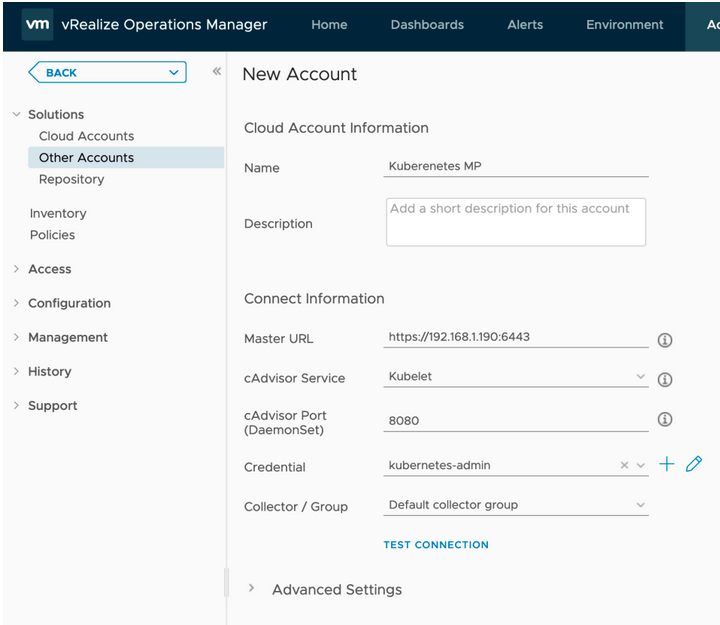 vm vRealize Operations Manager Home Dashboards Alerts Environment
BACK
Solutions
Cloud Accounts
Other Accounts
Repository
Inventory
Policies
Access
Configuration
Management
History
Support
New Account
Cloud Account Information
Name Kuberenetes MP
Description Add a short description for this account
Connect Information
Master URL https://192.168.1.190:6443
cAdvisor Service Kubelet
cAdvisor Port
(DaemonSet) 8080
Credential kubernetes-admin
Collector / Group Default collector group
TEST CONNECTION
Advanced Settings